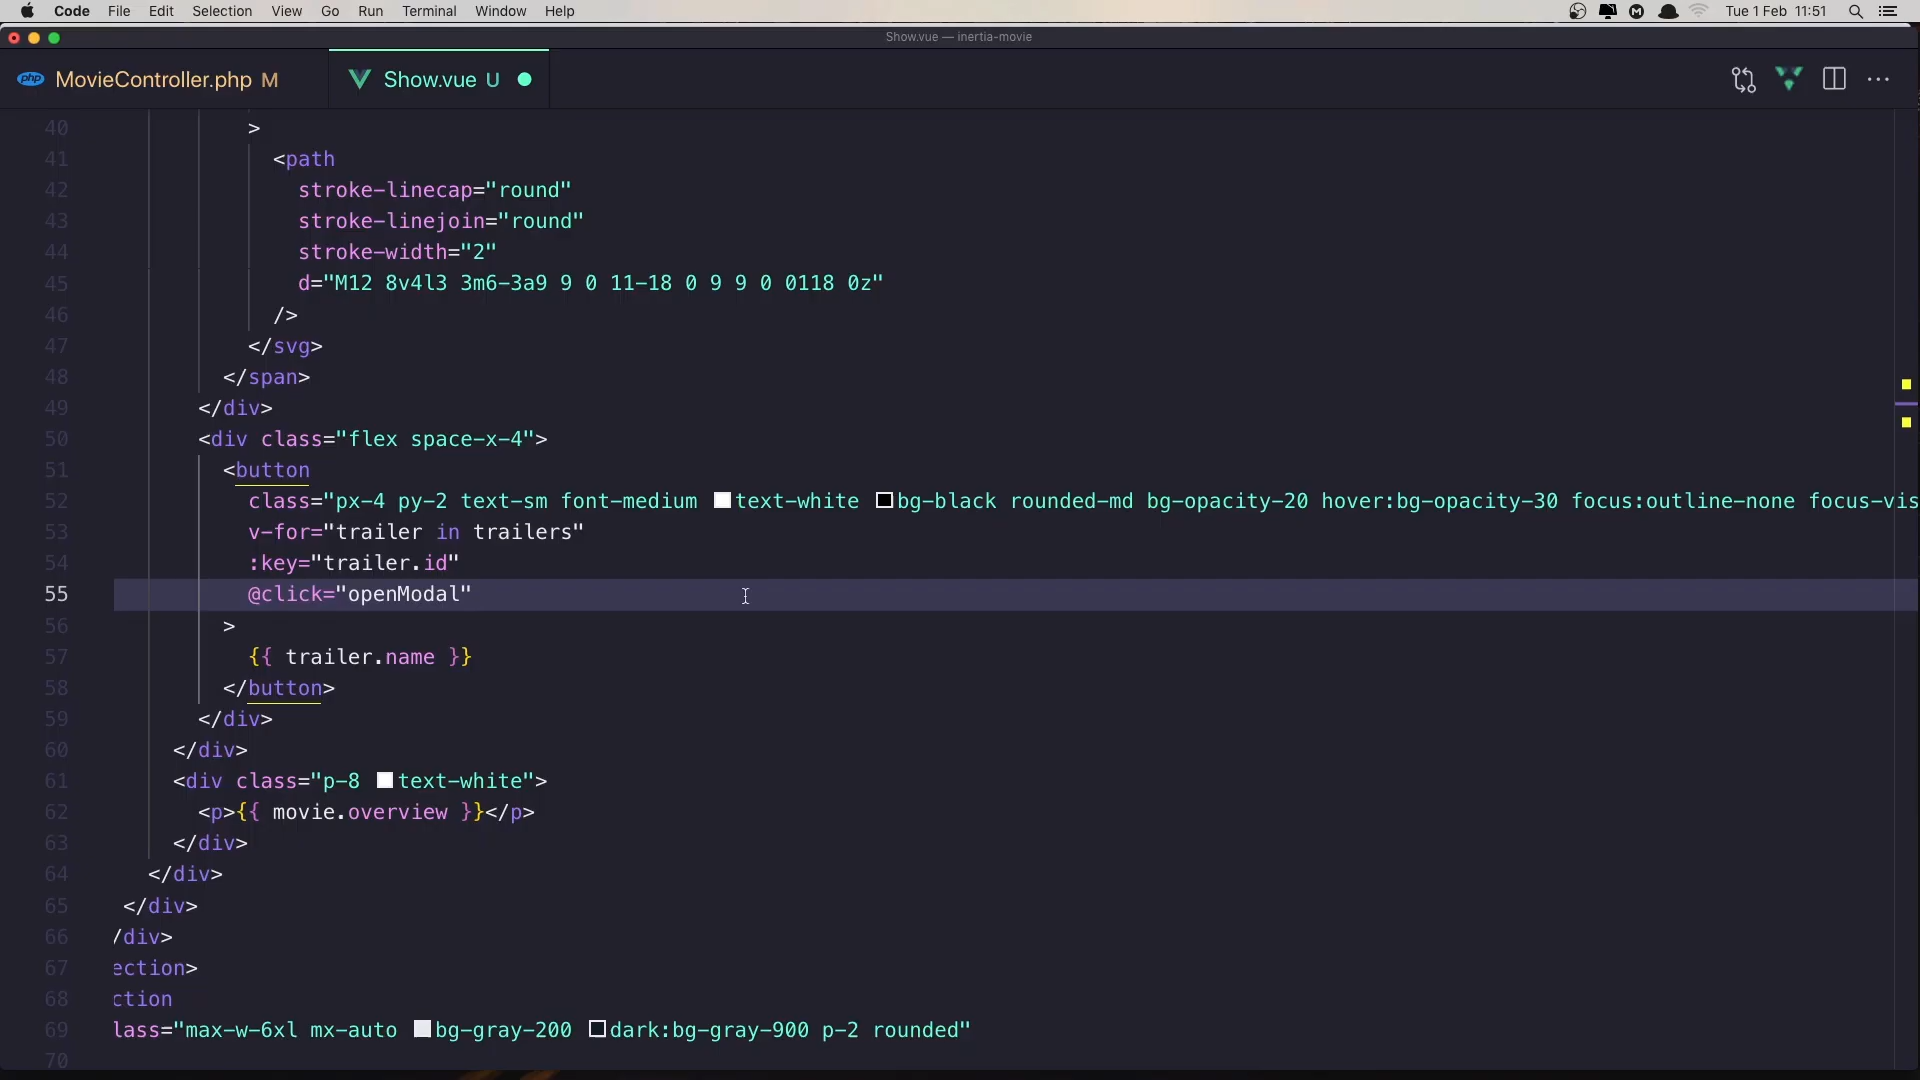 Code File Edit Selection View Go Run Terminal Window Help Tue 1 Feb 11:51
Show.vue — inertia-movie
php MovieController.php M Show.vue U
40 >
41 <path
42 stroke-linecap="round"
43 stroke-linejoin="round"
44 stroke-width="2"
45 d="M12 8v4l3 3m6-3a9 9 0 11-18 0 9 9 0 0118 0z"
46 />
47 </svg>
48 </span>
49 </div>
50 <div class="flex space-x-4">
51 <button
52 class="px-4 py-2 text-sm font-medium text-white bg-black rounded-md bg-opacity-20 hover:bg-opacity-30 focus:outline-none focus-vis
53 v-for="trailer in trailers"
54 :key="trailer.id"
55 @click="openModal"
56 >
57 {{ trailer.name }}
58 </button>
59 </div>
60 </div>
61 <div class="p-8 text-white">
62 <p>{{ movie.overview }}</p>
63 </div>
64 </div>
65 </div>
66 /div>
67 ection>
68 ction
69 lass="max-w-6xl mx-auto bg-gray-200 dark:bg-gray-900 p-2 rounded"
70